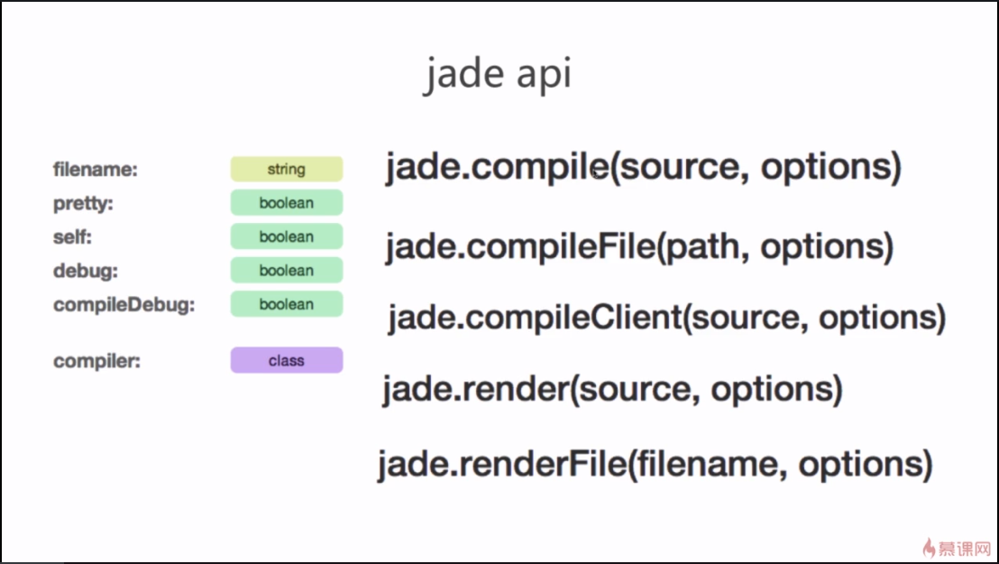 jade api
filename: string
pretty: boolean
self: boolean
debug: boolean
compileDebug: boolean
compiler: class
jade.compile(source, options)
jade.compileFile(path, options)
jade.compileClient(source, options)
jade.render(source, options)
jade.renderFile(filename, options)
慕课网